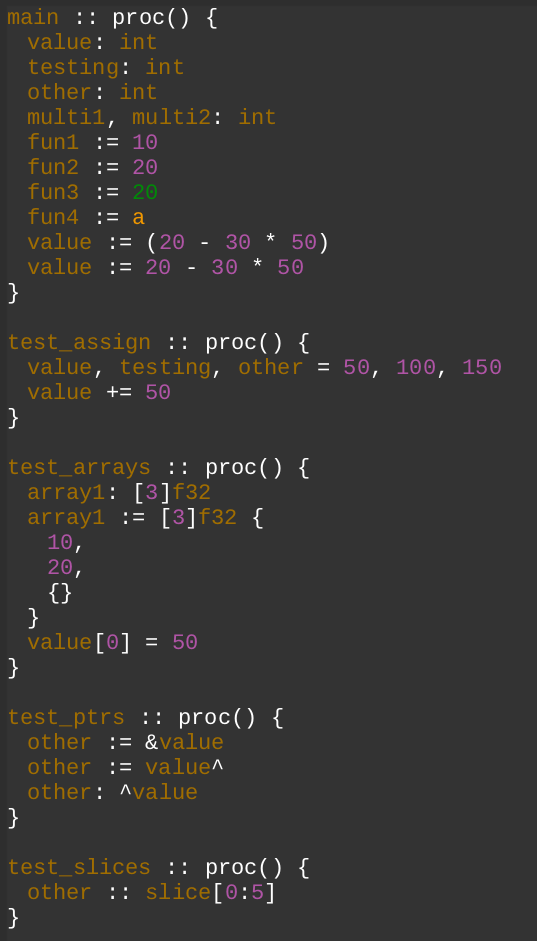 main :: proc() {
  value: int
  testing: int
  other: int
  multi1, multi2: int
  fun1 := 10
  fun2 := 20
  fun3 := 20
  fun4 := a
  value := (20 - 30 * 50)
  value := 20 - 30 * 50
}

test_assign :: proc() {
  value, testing, other = 50, 100, 150
  value += 50
}

test_arrays :: proc() {
  array1: [3]f32
  array1 := [3]f32 {
    10,
    20,
    {}
  }
  value[0] = 50
}

test_ptrs :: proc() {
  other := &value
  other := value^
  other: ^value
}

test_slices :: proc() {
  other :: slice[0:5]
}